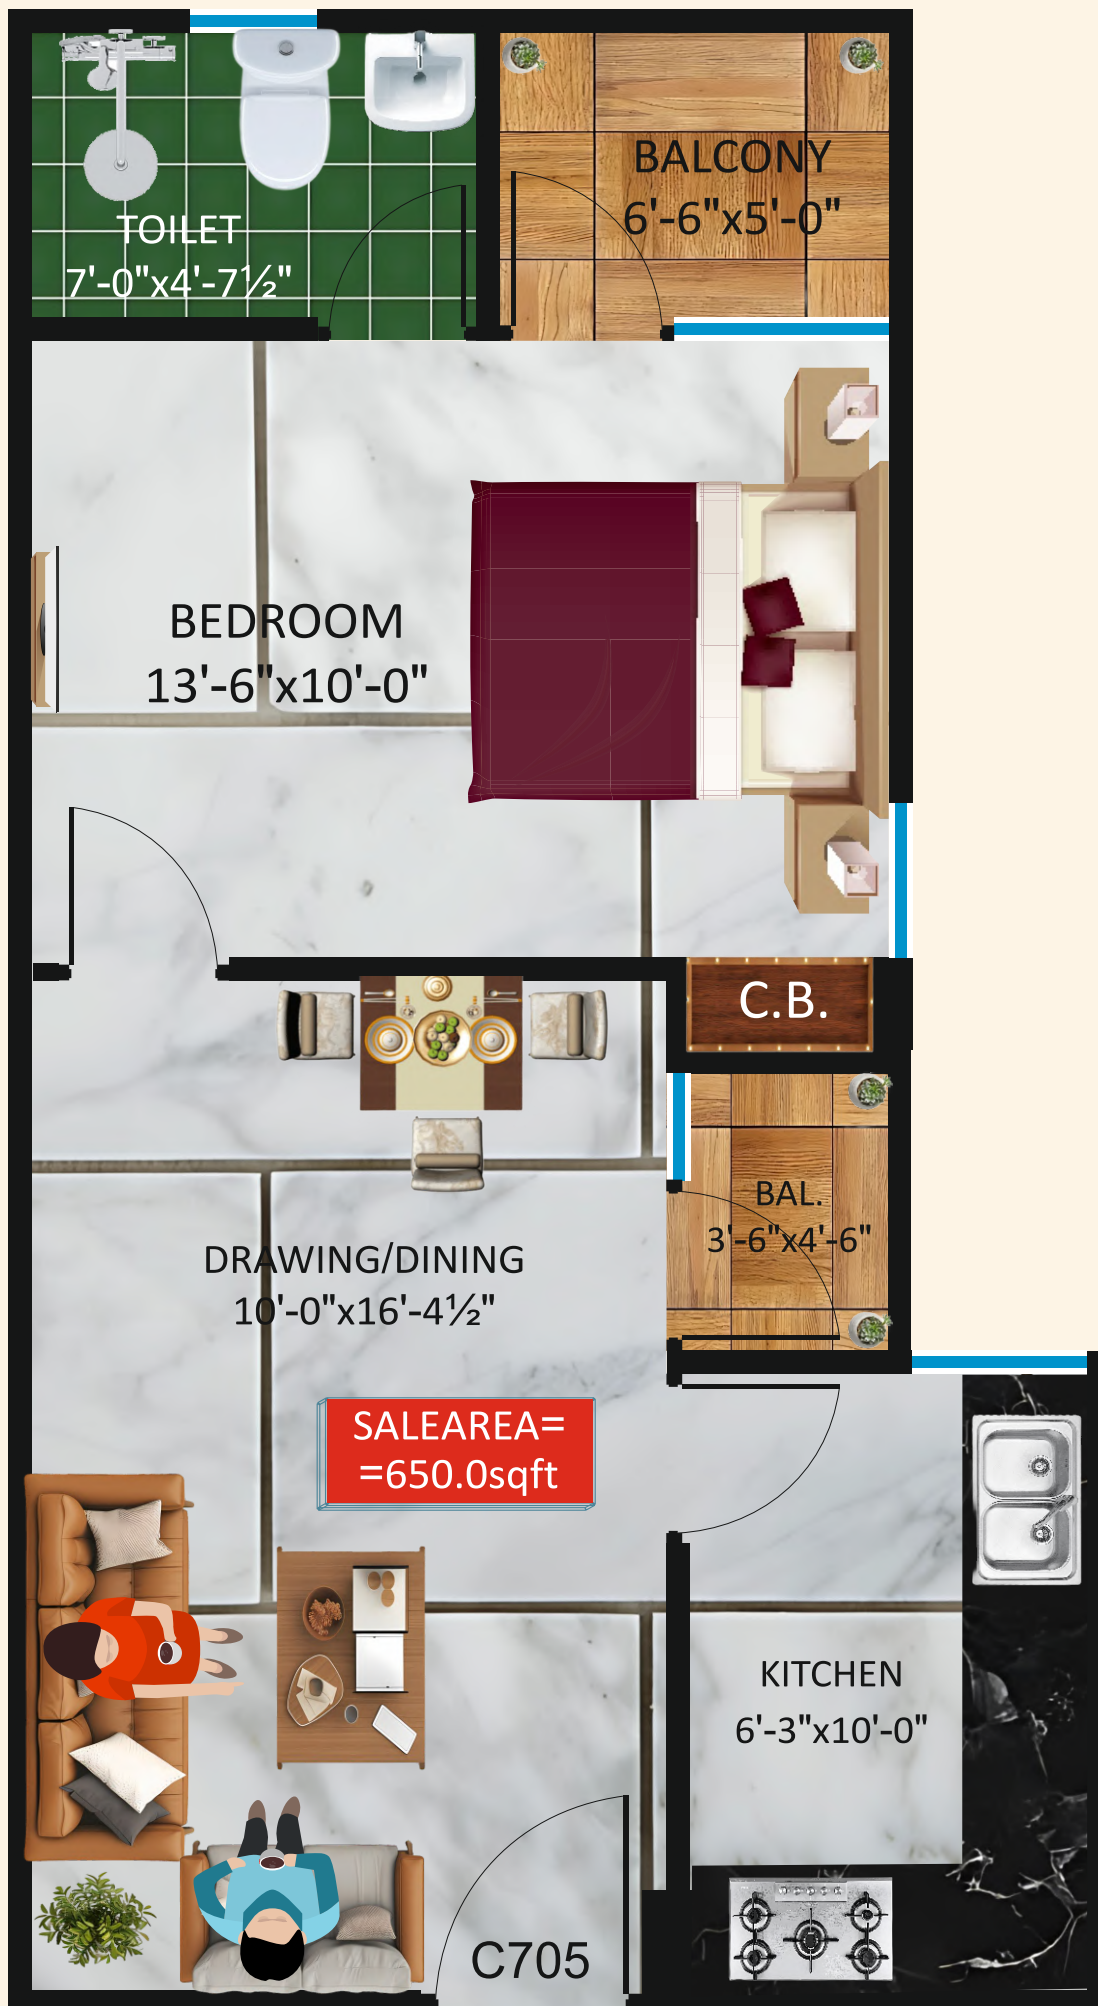 TOILET
7'-0"x4'-7½"
BALCONY
6'-6"x5'-0"
BEDROOM
13'-6"x10'-0"
C.B.
BAL.
3'-6"x4'-6"
DRAWING/DINING
10'-0"x16'-4½"
SALEAREA=
=650.0sqft
KITCHEN
6'-3"x10'-0"
C705